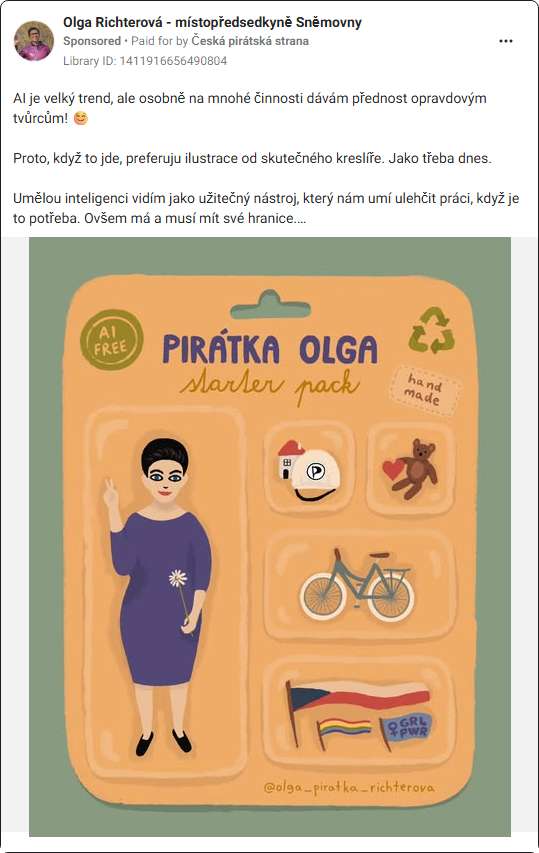 Olga Richterová - místopředsedkyně Sněmovny
Sponsored • Paid for by Česká pirátská strana
Library ID: 1411916656490804
AI je velký trend, ale osobně na mnohé činnosti dávám přednost opravdovým
tvůrcům! 😊
Proto, když to jde, preferuju ilustrace od skutečného kreslíře. Jako třeba dnes.
Umělou inteligenci vidím jako užitečný nástroj, který nám umí ulehčit práci, když je
to potřeba. Ovšem má a musí mít své hranice....
AI
FREE
PIRÁTKA OLGA
starter pack
hand
made
GRL
PWR
@olga_piratka_richterova